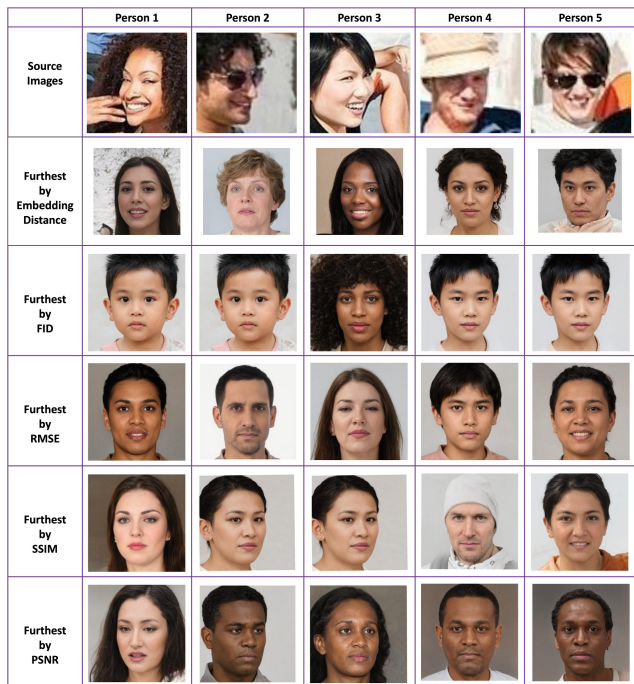 Person 1 Person 2 Person 3 Person 4 Person 5
Source
Images
Furthest
by
Embedding
Distance
Furthest
by
FID
Furthest
by
RMSE
Furthest
by
SSIM
Furthest
by
PSNR